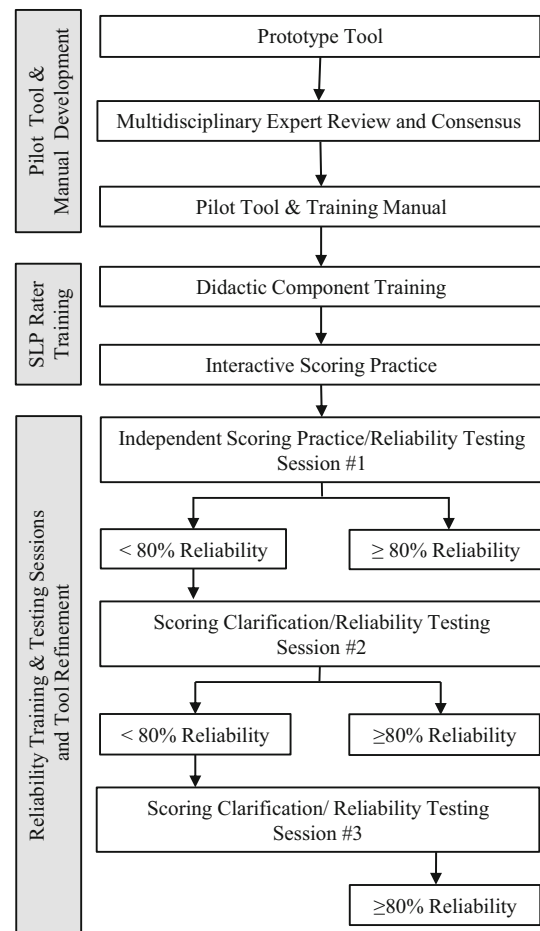 Pilot Tool &
Manual Development
Prototype Tool
Multidisciplinary Expert Review and Consensus
Pilot Tool & Training Manual
SLP Rater
Training
Didactic Component Training
Interactive Scoring Practice
Reliability Training & Testing Sessions
and Tool Refinement
Independent Scoring Practice/Reliability Testing
Session #1
< 80% Reliability
≥ 80% Reliability
Scoring Clarification/Reliability Testing
Session #2
< 80% Reliability
≥80% Reliability
Scoring Clarification/ Reliability Testing
Session #3
≥80% Reliability